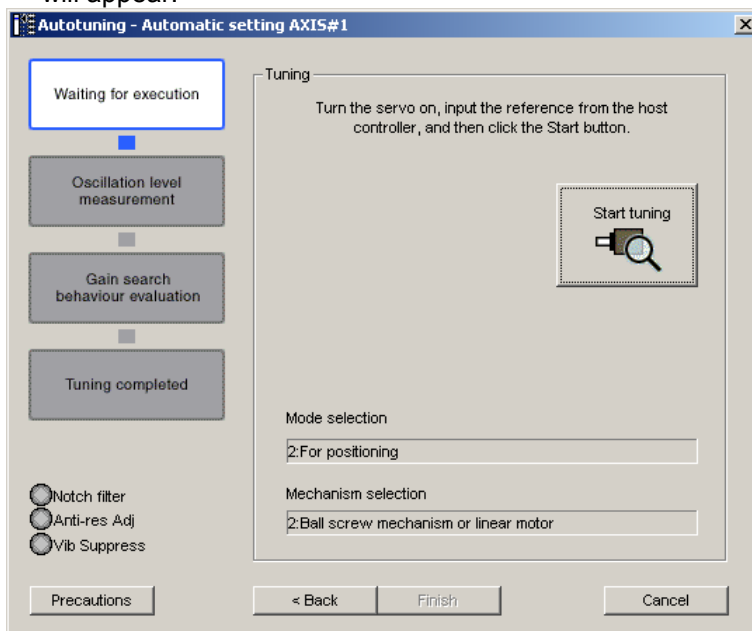 will appear.
Autotuning - Automatic setting AXIS#1
Waiting for execution
Oscillation level
measurement
Gain search
behaviour evaluation
Tuning completed
Notch filter
Anti-res Adj
Vib Suppress
Tuning
Turn the servo on, input the reference from the host
controller, and then click the Start button.
Start tuning
Mode selection
2:For positioning
Mechanism selection
2:Ball screw mechanism or linear motor
Precautions
< Back
Finish
Cancel